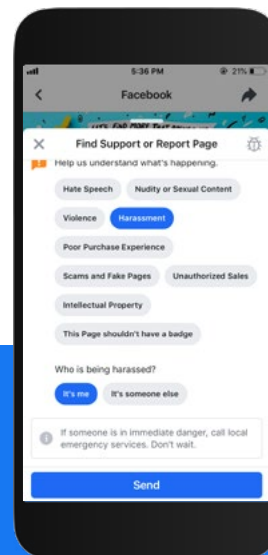 5:36 PM
21%
Facebook
Find Support or Report Page
Help us understand what's happening.
Hate Speech
Nudity or Sexual Content
Violence
Harassment
Poor Purchase Experience
Scams and Fake Pages
Unauthorized Sales
Intellectual Property
This Page shouldn't have a badge
Who is being harassed?
It's me
It's someone else
If someone is in immediate danger, call local
emergency services. Don't wait.
Send